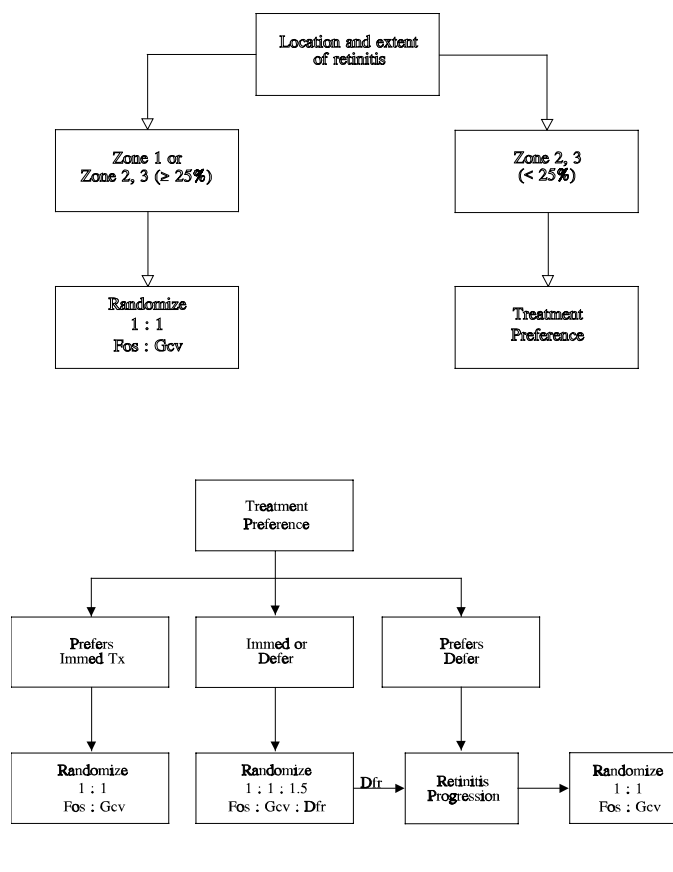 Location and extent
of retinitis
Zone 1 or
Zone 2, 3 (≥ 25%)
Zone 2, 3
(< 25%)
Randomize
1 : 1
Fos : Gcv
Treatment
Preference
Treatment
Preference
Prefers
Immed Tx
Immed or
Defer
Prefers
Defer
Randomize
1 : 1
Fos : Gcv
Randomize
1 : 1 : 1.5
Fos : Gcv : Dfr
Dfr
Retinitis
Progression
Randomize
1 : 1
Fos : Gcv